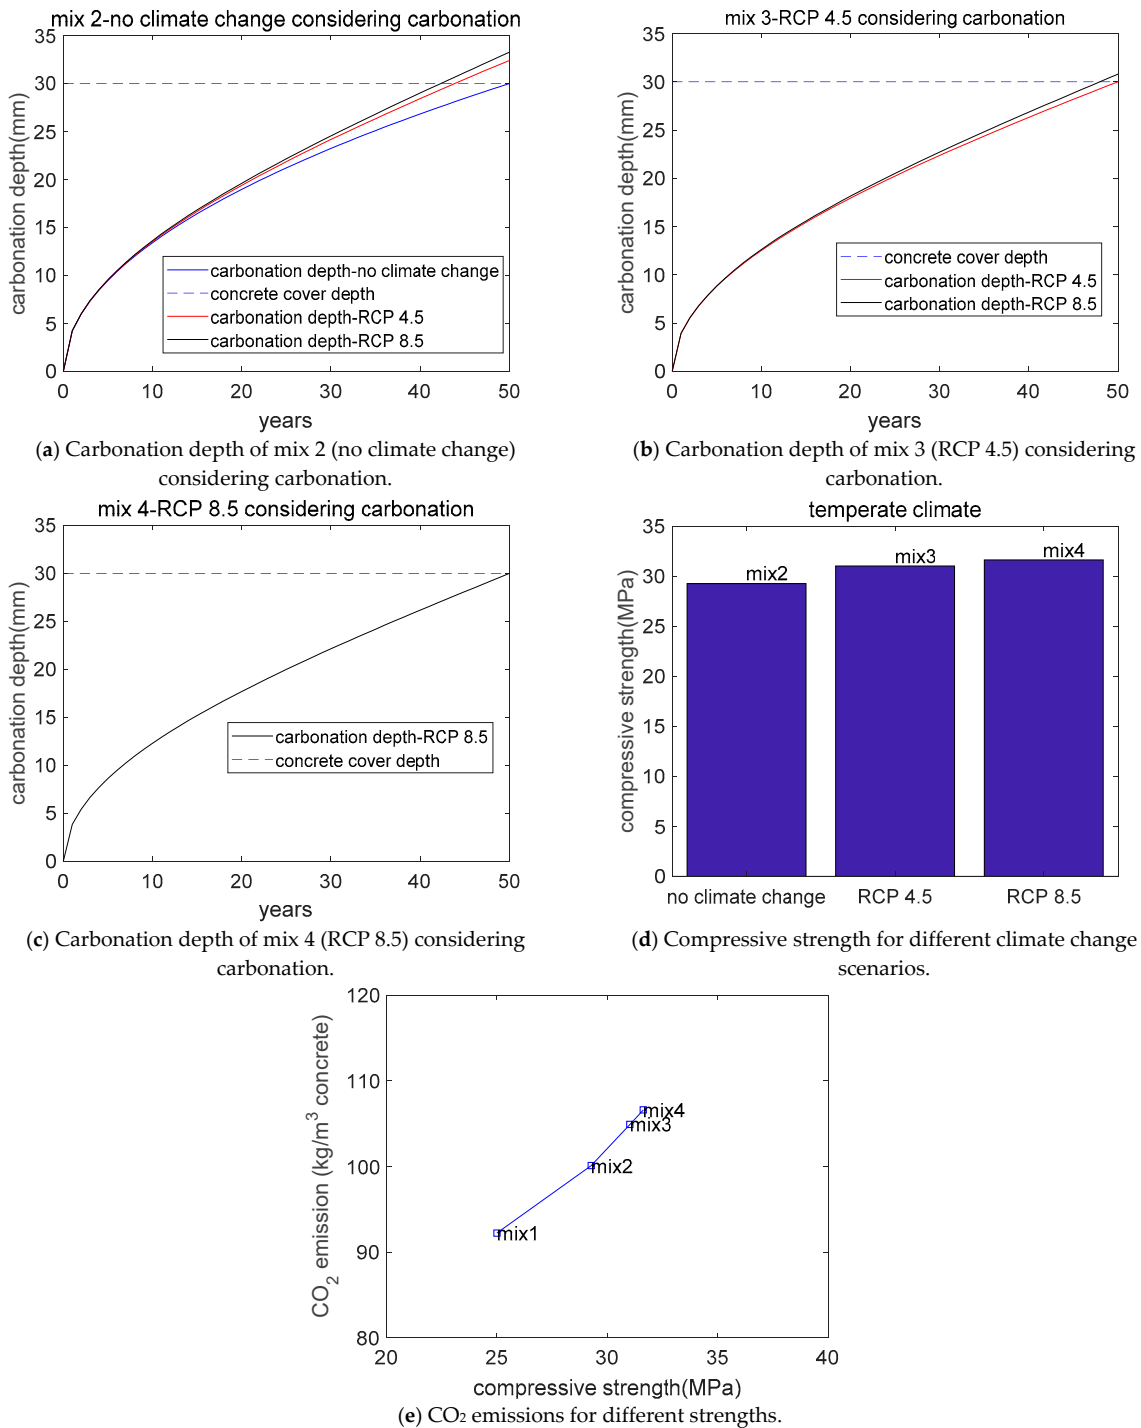 mix 2-no climate change considering carbonation
35
30
25
20
15
10
5
0
carbonation depth(mm)
carbonation depth-no climate change
concrete cover depth
carbonation depth-RCP 4.5
carbonation depth-RCP 8.5
0 10 20 30 40 50
years
(a) Carbonation depth of mix 2 (no climate change)
considering carbonation.
mix 3-RCP 4.5 considering carbonation
35
30
25
20
15
10
5
0
carbonation depth(mm)
concrete cover depth
carbonation depth-RCP 4.5
carbonation depth-RCP 8.5
0 10 20 30 40 50
years
(b) Carbonation depth of mix 3 (RCP 4.5) considering
carbonation.
mix 4-RCP 8.5 considering carbonation
35
30
25
20
15
10
5
0
carbonation depth(mm)
carbonation depth-RCP 8.5
concrete cover depth
0 10 20 30 40 50
years
(c) Carbonation depth of mix 4 (RCP 8.5) considering
carbonation.
temperate climate
35
30
25
20
15
10
5
0
compressive strength(MPa)
mix2
mix3
mix4
no climate change RCP 4.5 RCP 8.5
(d) Compressive strength for different climate change
scenarios.
120
110
100
90
80
CO2 emission (kg/m³ concrete)
mix4
mix3
mix2
mix1
20 25 30 35 40
compressive strength(MPa)
(e) CO2 emissions for different strengths.